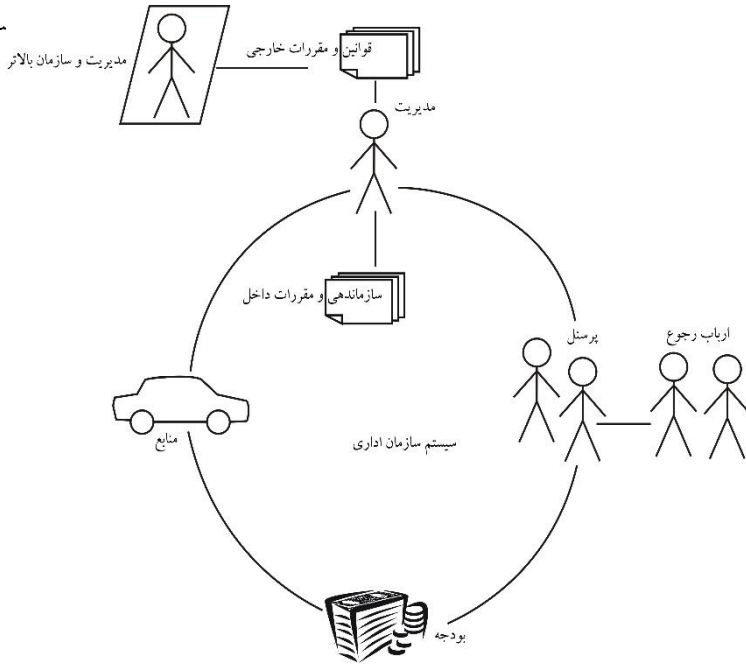 قوانین و مقررات خارجی
مدیریت و سازمان بالاتر
مدیریت
سازماندهی و مقررات داخل
پرسنل
ارباب رجوع
منابع
سیستم سازمان اداری
بودجه